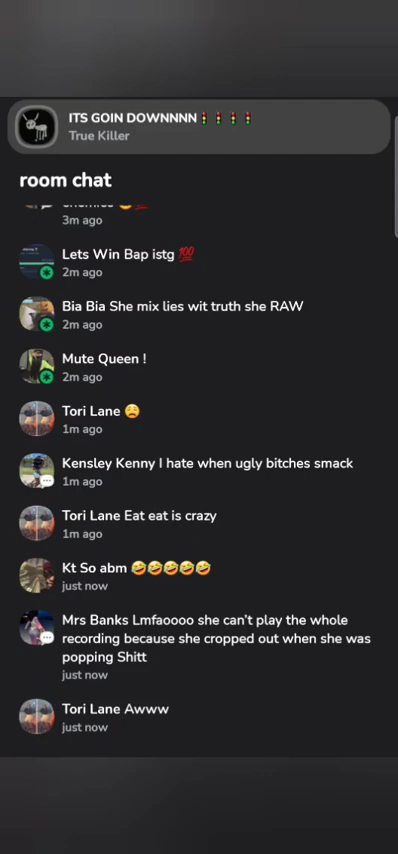 ITS GOIN DOWNNNN🚦🚦🚦🚦
True Killer
room chat
enemies
3m ago
Lets Win Bap istg 💯
2m ago
Bia Bia She mix lies wit truth she RAW
2m ago
Mute Queen !
2m ago
Tori Lane 😕
1m ago
Kensley Kenny I hate when ugly bitches smack
1m ago
Tori Lane Eat eat is crazy
1m ago
Kt So abm 🤣🤣🤣🤣🤣
just now
Mrs Banks Lmfaoooo she can’t play the whole
recording because she cropped out when she was
popping Shitt
just now
Tori Lane Awww
just now